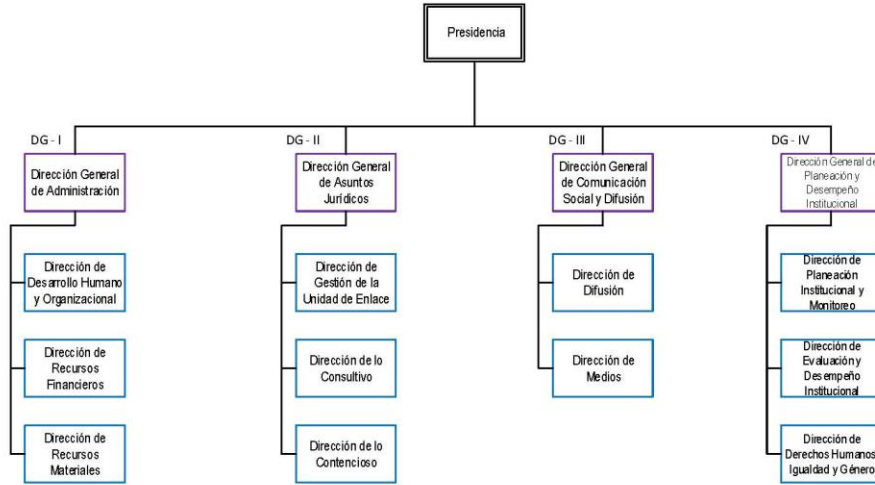 Presidencia
DG - I
Dirección General
de Administración
Dirección de
Desarrollo Humano
y Organizacional
Dirección de
Recursos
Financieros
Dirección de
Recursos
Materiales
DG - II
Dirección General
de Asuntos
Jurídicos
Dirección de
Gestión de la
Unidad de Enlace
Dirección de lo
Consultivo
Dirección de lo
Contencioso
DG - III
Dirección General
de Comunicación
Social y Difusión
Dirección de
Difusión
Dirección de
Medios
DG - IV
Dirección General de
Planeación y
Desempeño
Institucional
Dirección de
Planeación
Institucional y
Monitoreo
Dirección de
Evaluación y
Desempeño
Institucional
Dirección de
Derechos Humanos,
Igualdad y Género